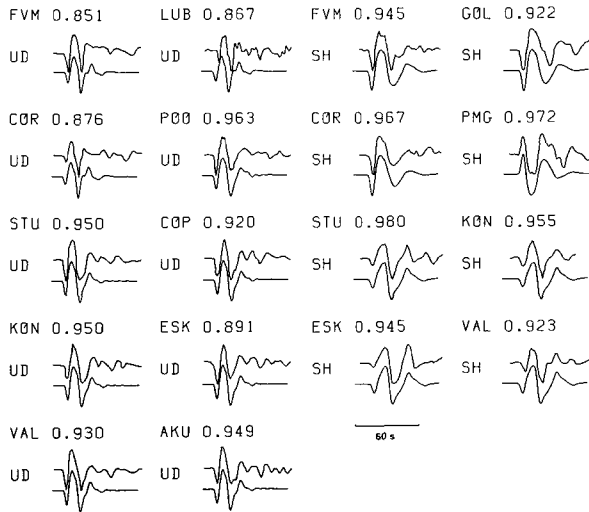 FVM 0.851 LUB 0.867 FVM 0.945 GØL 0.922
UD UD SH SH
CØR 0.876 PØØ 0.963 CØR 0.967 PMG 0.972
UD UD SH SH
STU 0.950 CØP 0.920 STU 0.980 KØN 0.955
UD UD SH SH
KØN 0.950 ESK 0.891 ESK 0.945 VAL 0.923
UD UD SH SH
60 s
VAL 0.930 AKU 0.949
UD UD